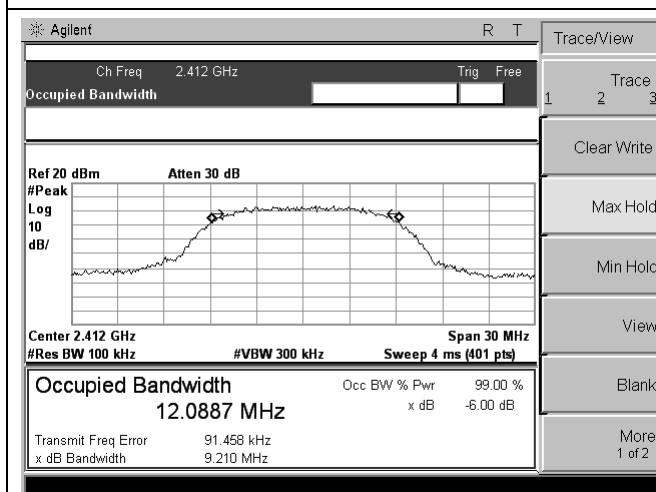 Agilent R T
Ch Freq 2.412 GHz Trig Free
Occupied Bandwidth
Ref 20 dBm Atten 30 dB
#Peak
Log
10
dB/
Center 2.412 GHz Span 30 MHz
#Res BW 100 kHz #VBW 300 kHz Sweep 4 ms (401 pts)
Occupied Bandwidth Occ BW % Pwr 99.00 %
12.0887 MHz x dB -6.00 dB
Transmit Freq Error 91.458 kHz
x dB Bandwidth 9.210 MHz
Trace/View
Trace
1 2 3
Clear Write
Max Hold
Min Hold
View
Blank
More
1 of 2